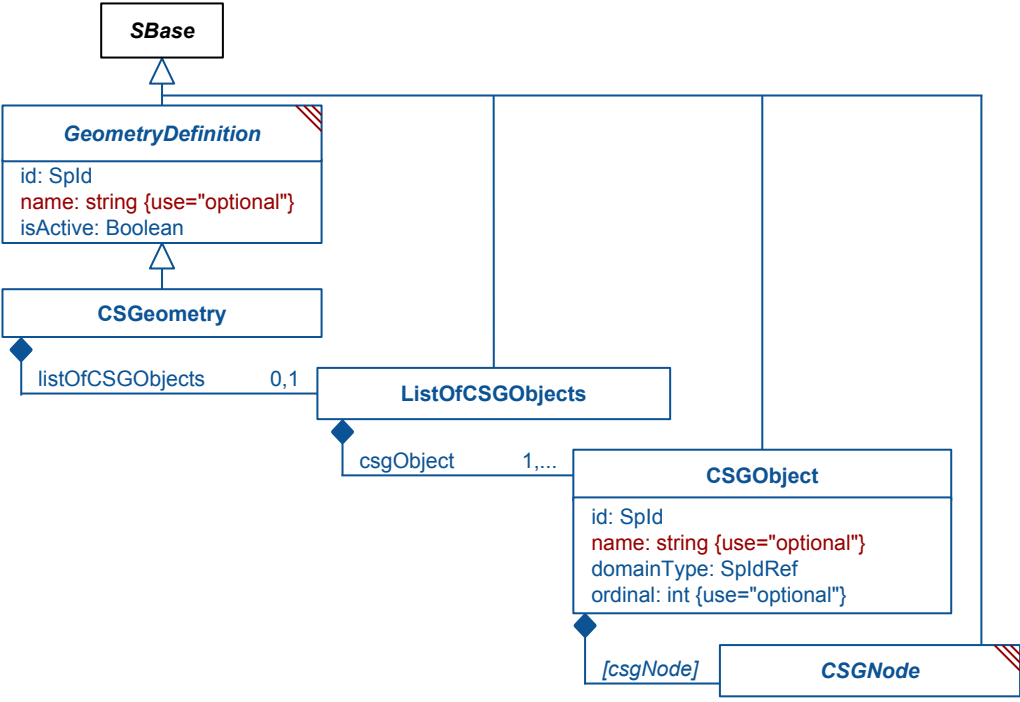 SBase
GeometryDefinition
id: SpId
name: string {use="optional"}
isActive: Boolean
CSGeometry
listOfCSGObjects 0,1
ListOfCSGObjects
csgObject 1,...
CSGObject
id: SpId
name: string {use="optional"}
domainType: SpIdRef
ordinal: int {use="optional"}
[csgNode]
CSGNode